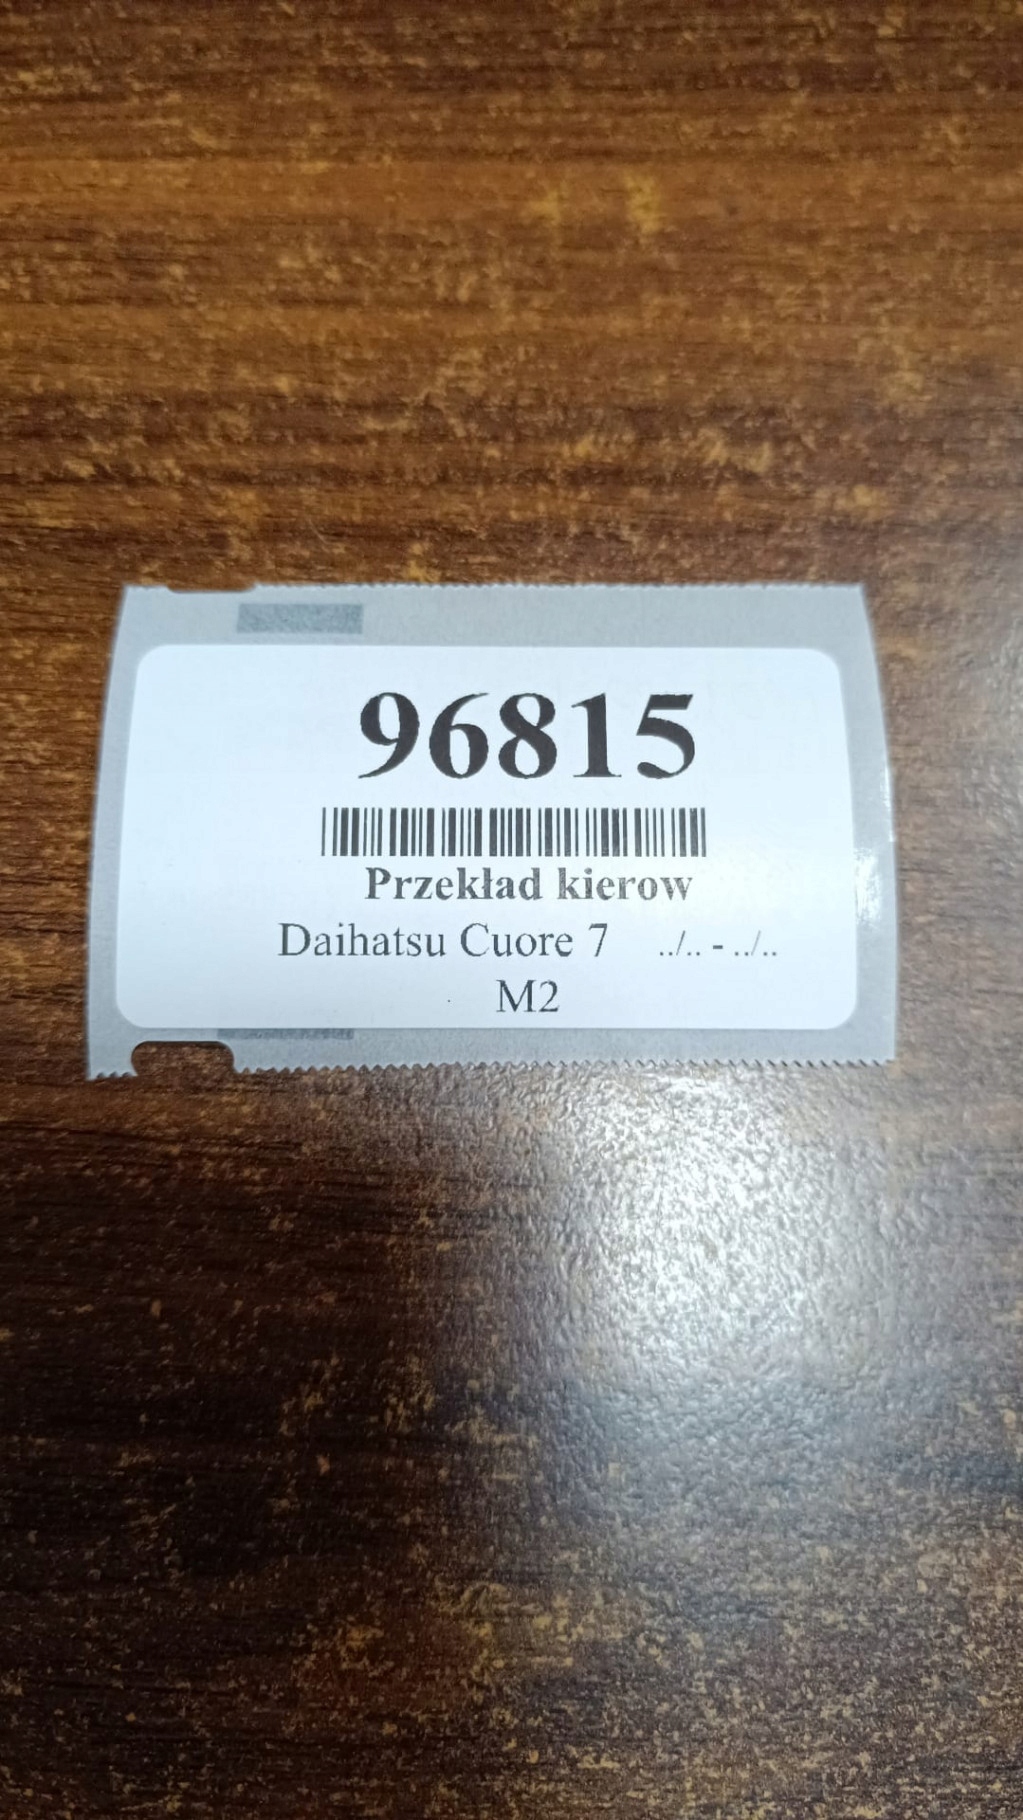 96815
Przekład kierow
Daihatsu Cuore 7 ../.. - ../..
M2